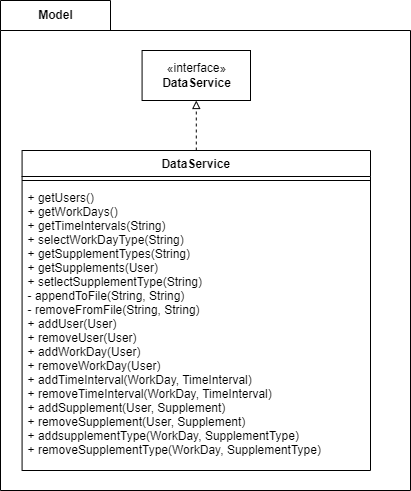 Model
«interface»
DataService
DataService
+ getUsers()
+ getWorkDays()
+ getTimeIntervals(String)
+ selectWorkDayType(String)
+ getSupplementTypes(String)
+ getSupplements(User)
+ setlectSupplementType(String)
- appendToFile(String, String)
- removeFromFile(String, String)
+ addUser(User)
+ removeUser(User)
+ addWorkDay(User)
+ removeWorkDay(User)
+ addTimeInterval(WorkDay, TimeInterval)
+ removeTimeInterval(WorkDay, TimeInterval)
+ addSupplement(User, Supplement)
+ removeSupplement(User, Supplement)
+ addsupplementType(WorkDay, SupplementType)
+ removeSupplementType(WorkDay, SupplementType)